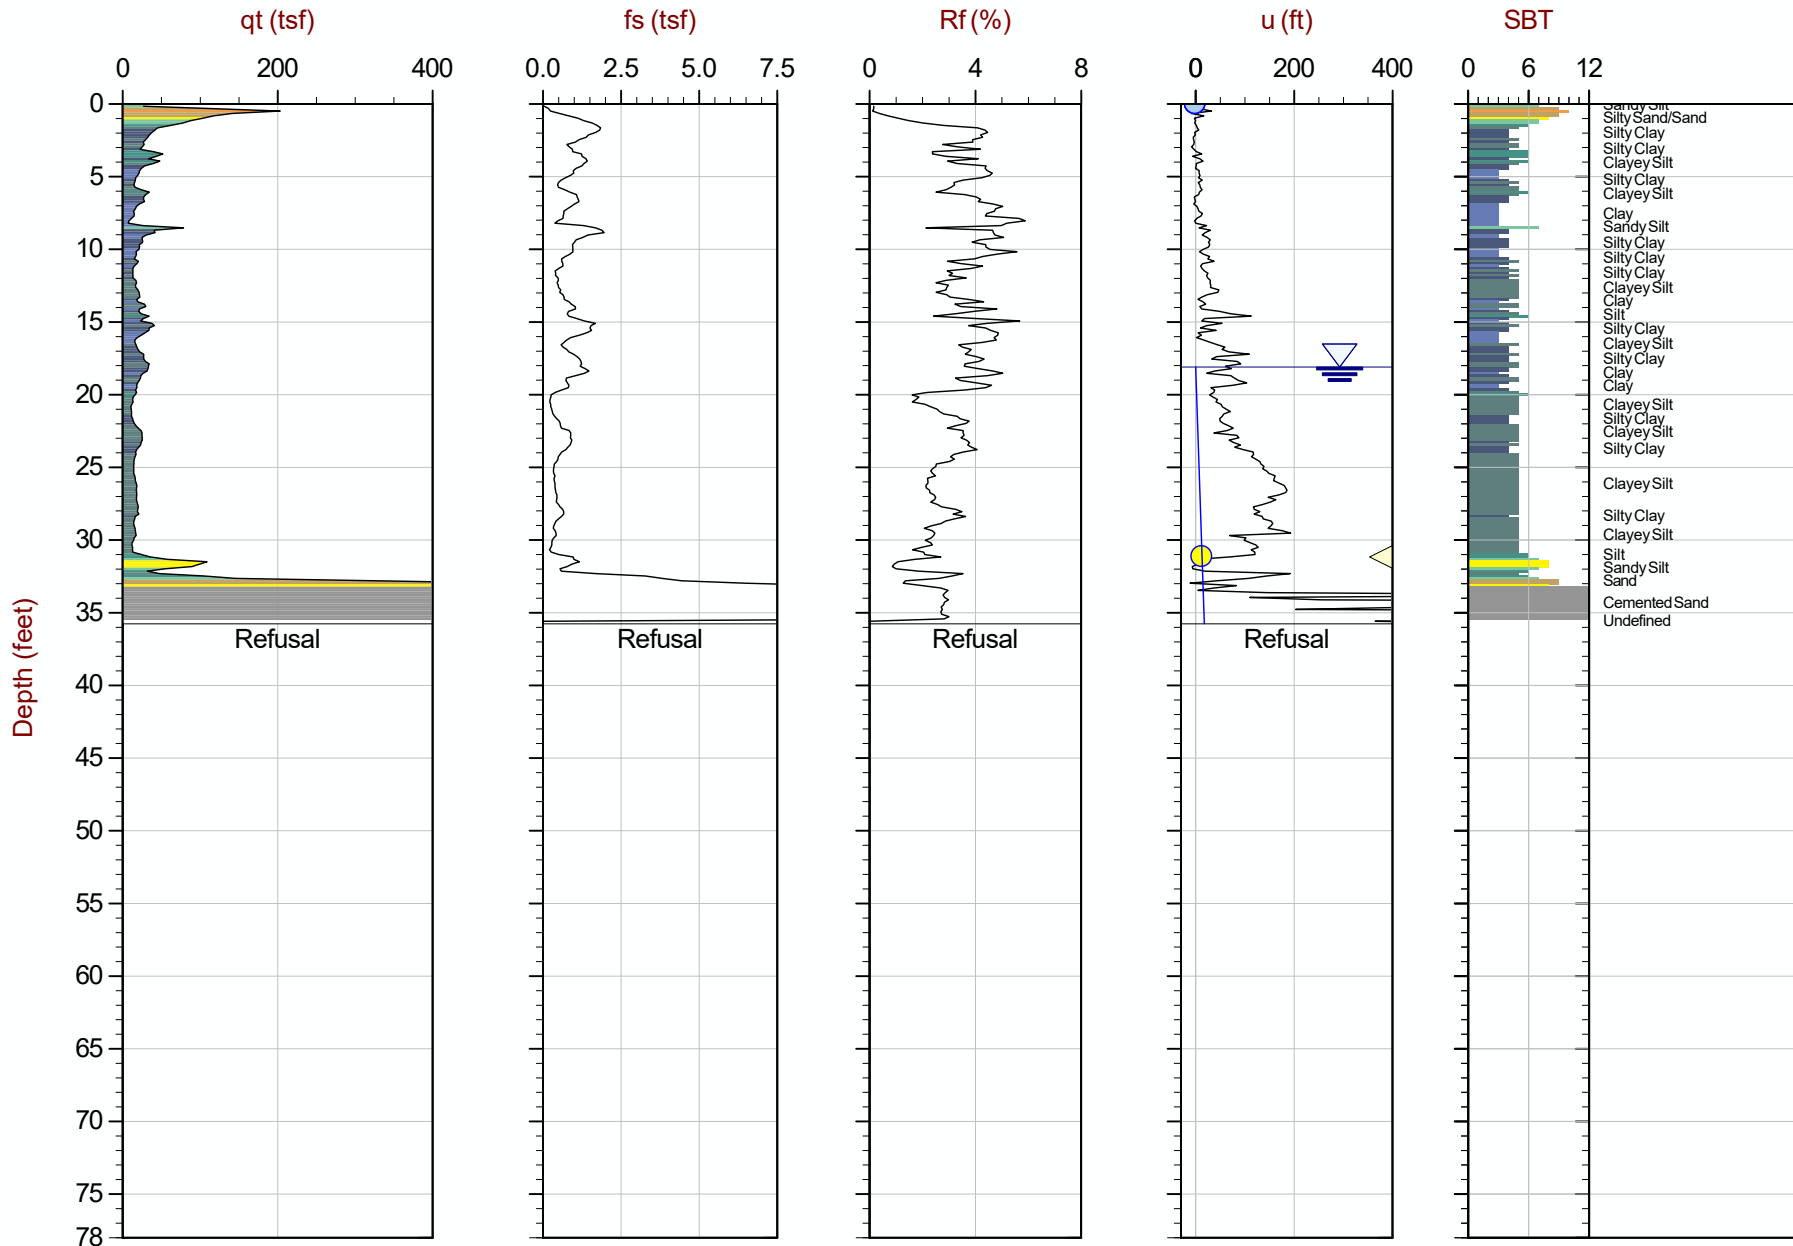 qt (tsf) fs (tsf) Rf (%) u (ft) SBT
0 200 400 0.0 2.5 5.0 7.5 0 4 8 0 200 400 0 6 12
Depth (feet)
0
5
10
15
20
25
30
35
40
45
50
55
60
65
70
75
78
Refusal Refusal Refusal Refusal
Sandy Silt
Silty Sand/Sand
Silty Clay
Silty Clay
Clayey Silt
Silty Clay
Clayey Silt
Clay
Sandy Silt
Silty Clay
Silty Clay
Silty Clay
Clayey Silt
Clay
Silt
Silty Clay
Clayey Silt
Silty Clay
Clay
Clay
Clayey Silt
Silty Clay
Clayey Silt
Silty Clay
Clayey Silt
Silty Clay
Clayey Silt
Silt
Sandy Silt
Sand
Cemented Sand
Undefined